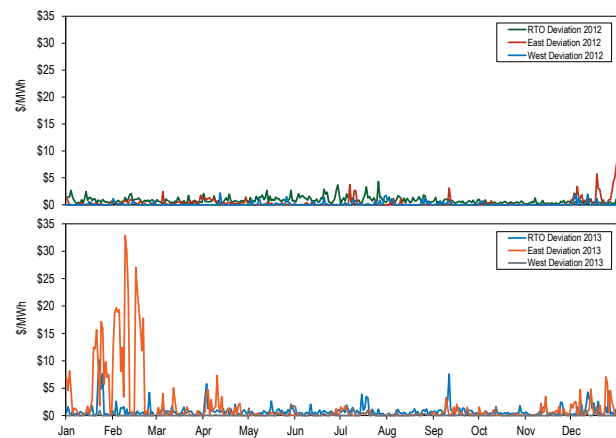 $35
$30
$25
$20
$15
$10
$5
$0
$/MWh
RTO Deviation 2012
East Deviation 2012
West Deviation 2012
$35
$30
$25
$20
$15
$10
$5
$0
$/MWh
RTO Deviation 2013
East Deviation 2013
West Deviation 2013
Jan Feb Mar Apr May Jun Jul Aug Sep Oct Nov Dec